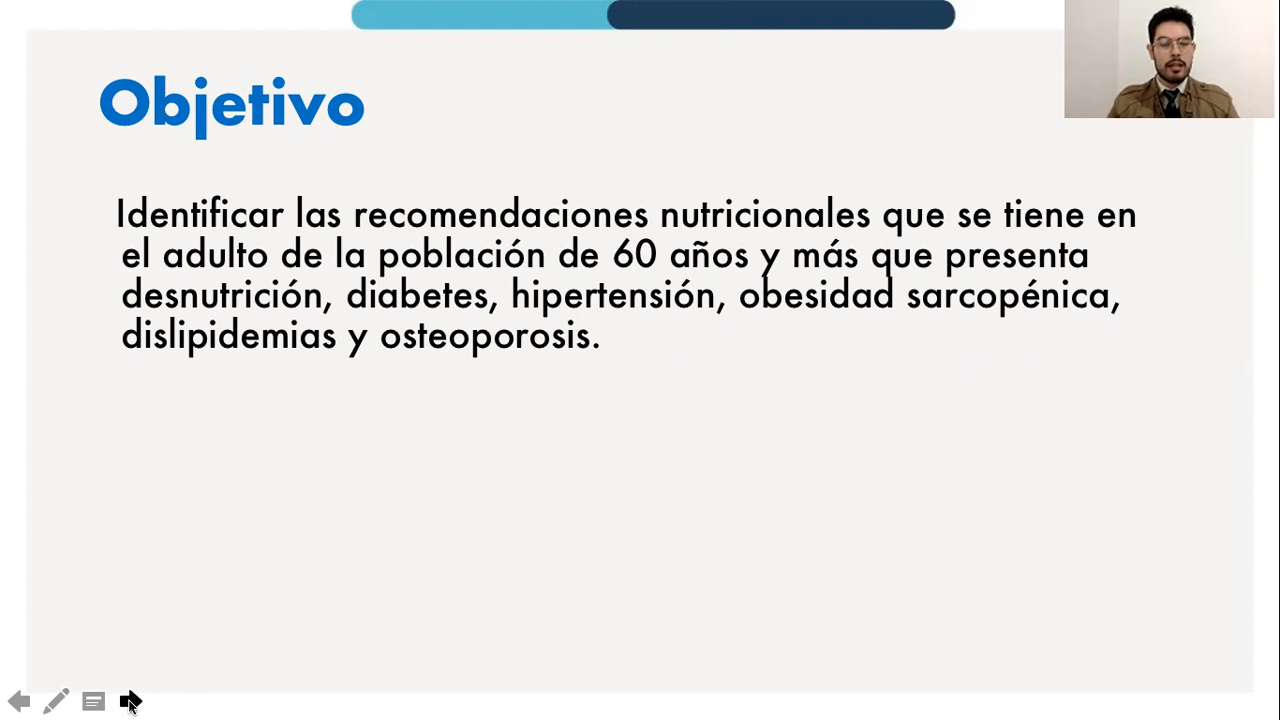 Objetivo
Identificar las recomendaciones nutricionales que se tiene en
el adulto de la población de 60 años y más que presenta
desnutrición, diabetes, hipertensión, obesidad sarcopénica,
dislipidemias y osteoporosis.